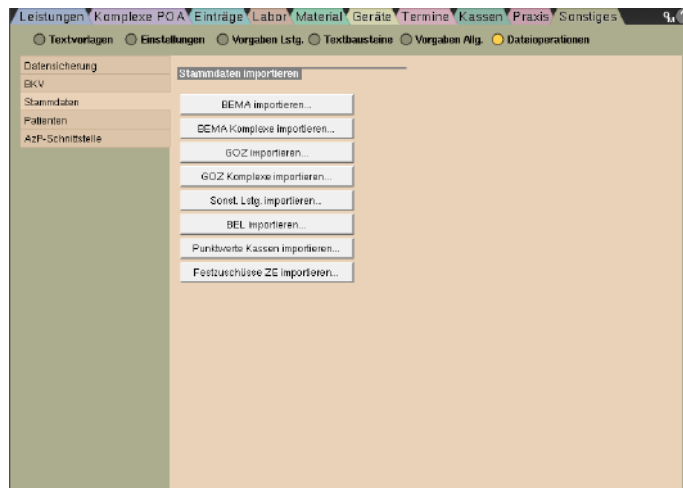 Leistungen Komplexe PO A Einträge Labor Material Geräte Termine Kassen Praxis Sonstiges
Textvorlagen Einstellungen Vorgaben Lstg. Textbausteine Vorgaben Allg. Dateioperationen
Datensicherung
BKV
Stammdaten
Patienten
AzP-Schnittstelle
Stammdaten importieren
BEMA importieren...
BEMA Komplexe importieren...
GOZ importieren...
GOZ Komplexe importieren...
Sonst. Lstg. importieren...
BEL importieren...
Punktwerte Kassen importieren...
Festzuschüsse ZE importieren...